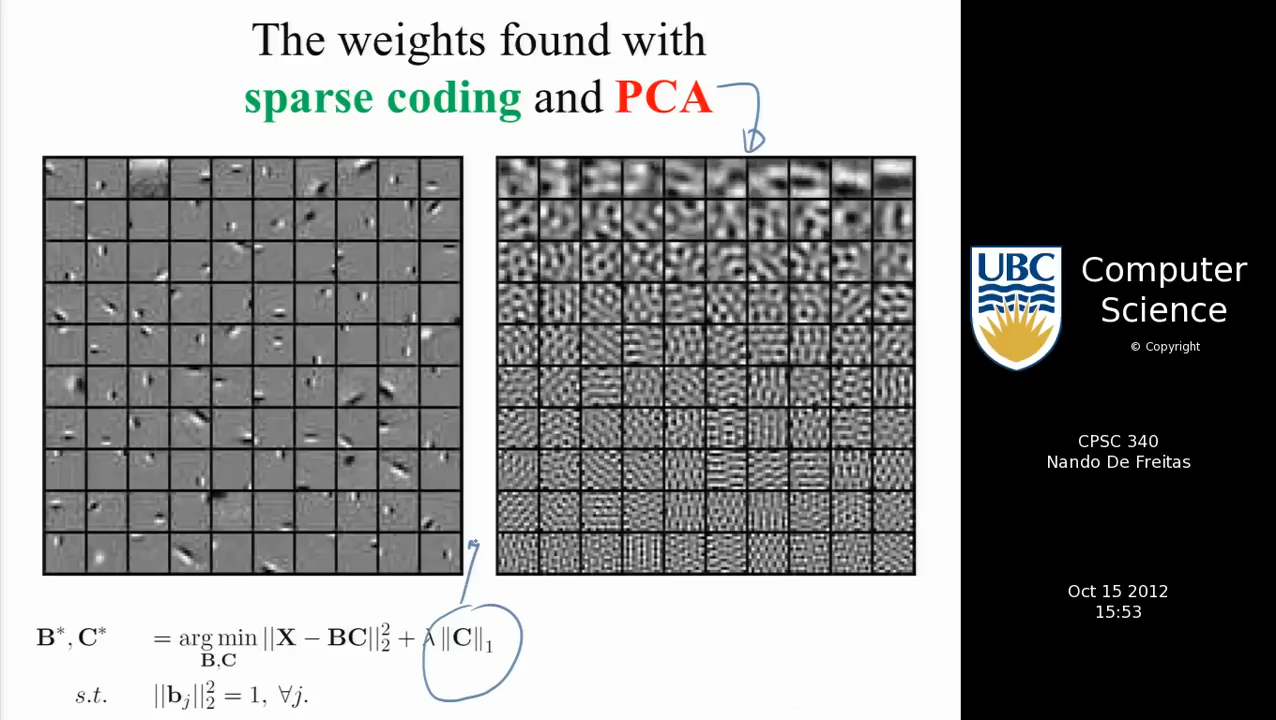 The weights found with
sparse coding and PCA
B*, C* = arg min ||X − BC||₂² + λ ||C||₁
B,C
s.t. ||b_j||₂² = 1, ∀j.
UBC
Computer
Science
© Copyright
CPSC 340
Nando De Freitas
Oct 15 2012
15:53